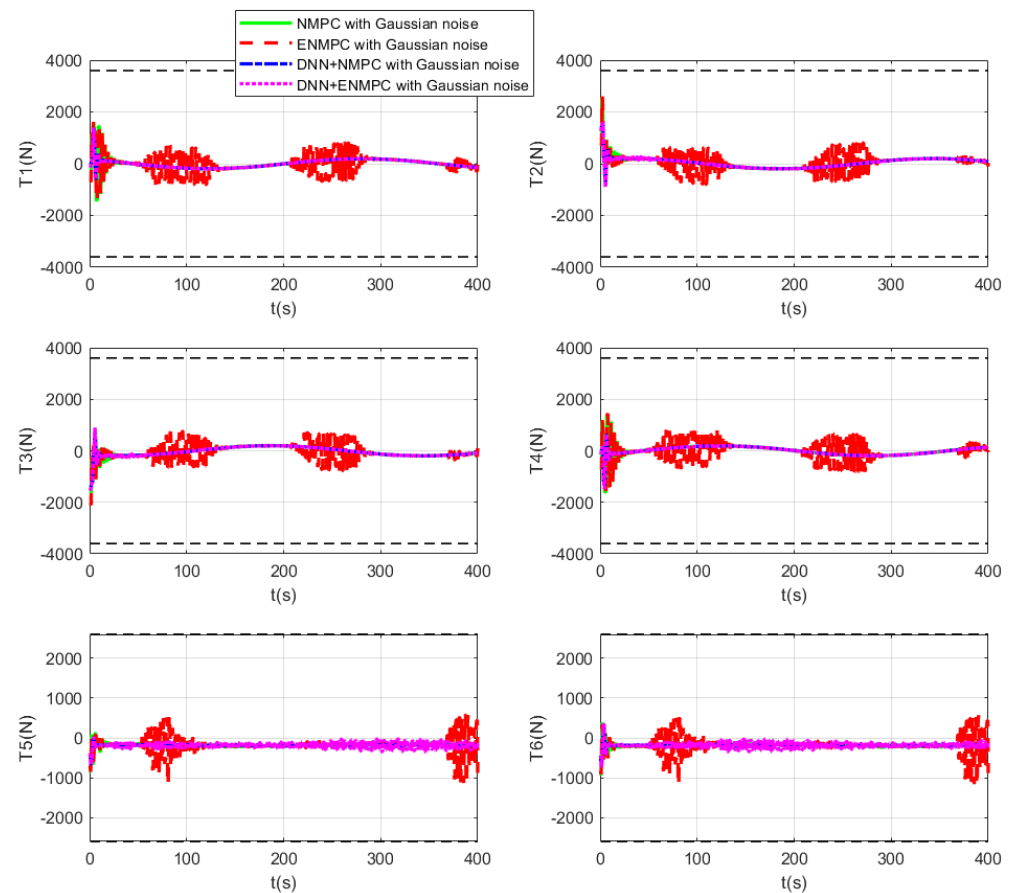 NMPC with Gaussian noise
ENMPC with Gaussian noise
DNN+NMPC with Gaussian noise
DNN+ENMPC with Gaussian noise
4000
2000
0
-2000
-4000
T1(N)
0 100 200 300 400
t(s)
4000
2000
0
-2000
-4000
T2(N)
0 100 200 300 400
t(s)
4000
2000
0
-2000
-4000
T3(N)
0 100 200 300 400
t(s)
4000
2000
0
-2000
-4000
T4(N)
0 100 200 300 400
t(s)
2000
1000
0
-1000
-2000
T5(N)
0 100 200 300 400
t(s)
2000
1000
0
-1000
-2000
T6(N)
0 100 200 300 400
t(s)